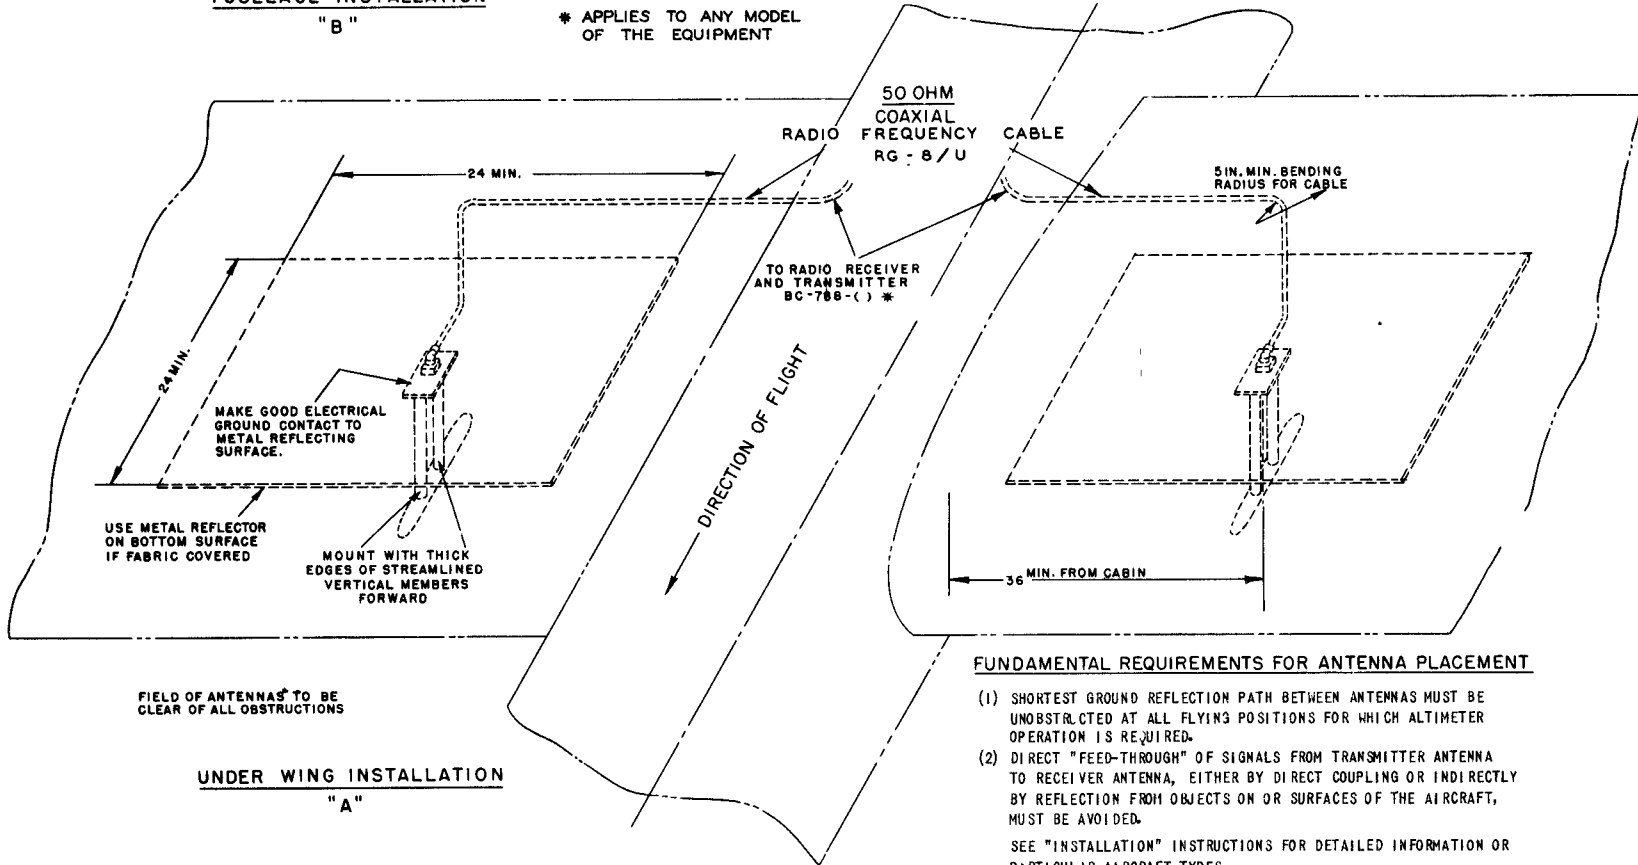 "B"
* APPLIES TO ANY MODEL
OF THE EQUIPMENT
50 OHM
COAXIAL
RADIO FREQUENCY CABLE
RG-8/U
24 MIN.
5IN. MIN. BENDING
RADIUS FOR CABLE
TO RADIO RECEIVER
AND TRANSMITTER
BC-788-( ) *
24 MIN.
DIRECTION OF FLIGHT
MAKE GOOD ELECTRICAL
GROUND CONTACT TO
METAL REFLECTING
SURFACE.
USE METAL REFLECTOR
ON BOTTOM SURFACE
IF FABRIC COVERED
MOUNT WITH THICK
EDGES OF STREAMLINED
VERTICAL MEMBERS
FORWARD
36 MIN. FROM CABIN
FIELD OF ANTENNAS TO BE
CLEAR OF ALL OBSTRUCTIONS
UNDER WING INSTALLATION
"A"
FUNDAMENTAL REQUIREMENTS FOR ANTENNA PLACEMENT
(1) SHORTEST GROUND REFLECTION PATH BETWEEN ANTENNAS MUST BE
UNOBSTRUCTED AT ALL FLYING POSITIONS FOR WHICH ALTIMETER
OPERATION IS REQUIRED.
(2) DIRECT "FEED-THROUGH" OF SIGNALS FROM TRANSMITTER ANTENNA
TO RECEIVER ANTENNA, EITHER BY DIRECT COUPLING OR INDIRECTLY
BY REFLECTION FROM OBJECTS ON OR SURFACES OF THE AIRCRAFT,
MUST BE AVOIDED.
SEE "INSTALLATION" INSTRUCTIONS FOR DETAILED INFORMATION OR